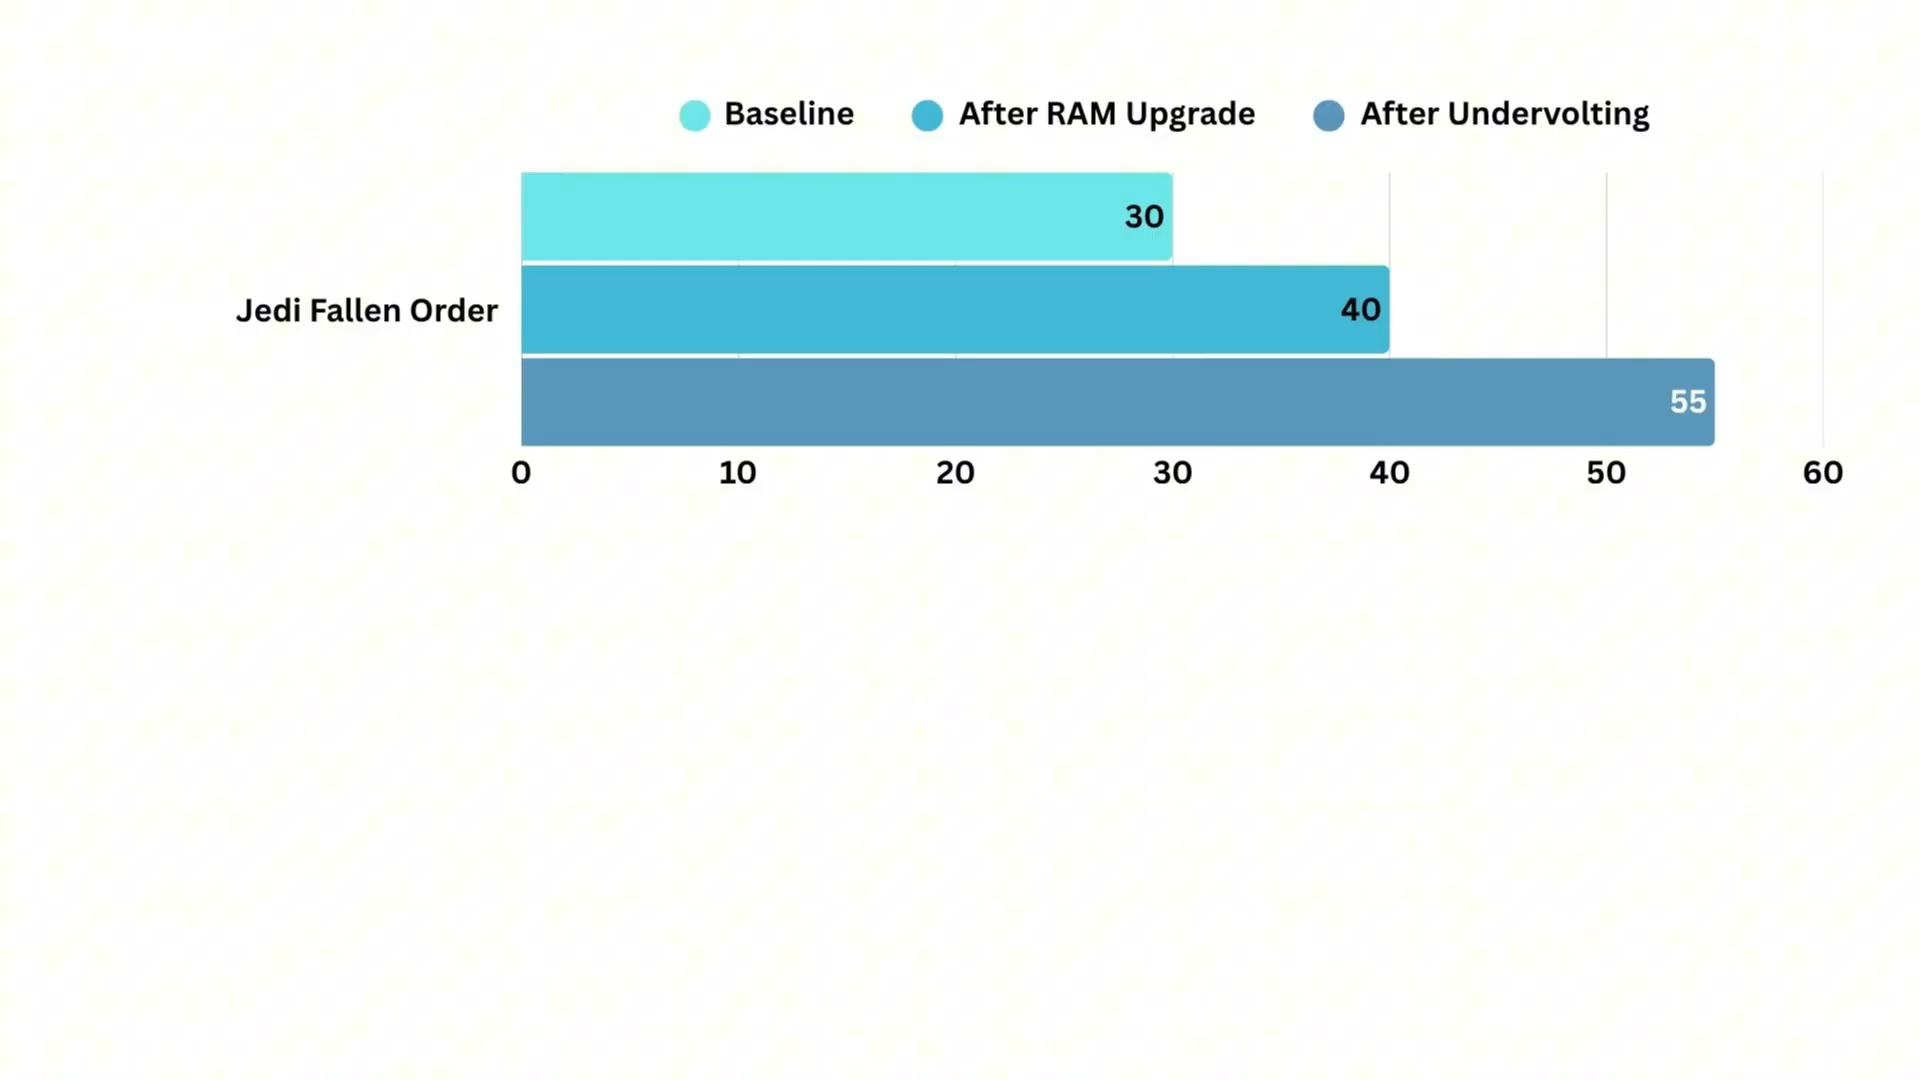 Baseline After RAM Upgrade After Undervolting
30
Jedi Fallen Order 40
55
0 10 20 30 40 50 60